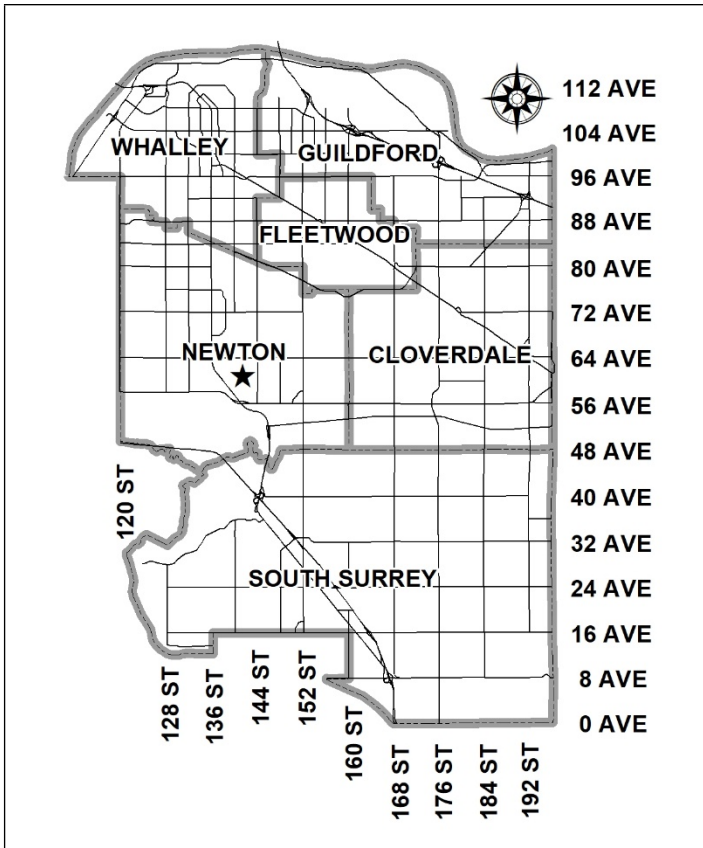 112 AVE
104 AVE
WHALLEY
GUILDFORD
96 AVE
88 AVE
FLEETWOOD
80 AVE
72 AVE
NEWTON
CLOVERDALE
64 AVE
56 AVE
48 AVE
120 ST
40 AVE
32 AVE
SOUTH SURREY
24 AVE
16 AVE
8 AVE
0 AVE
128 ST
136 ST
144 ST
152 ST
160 ST
168 ST
176 ST
184 ST
192 ST